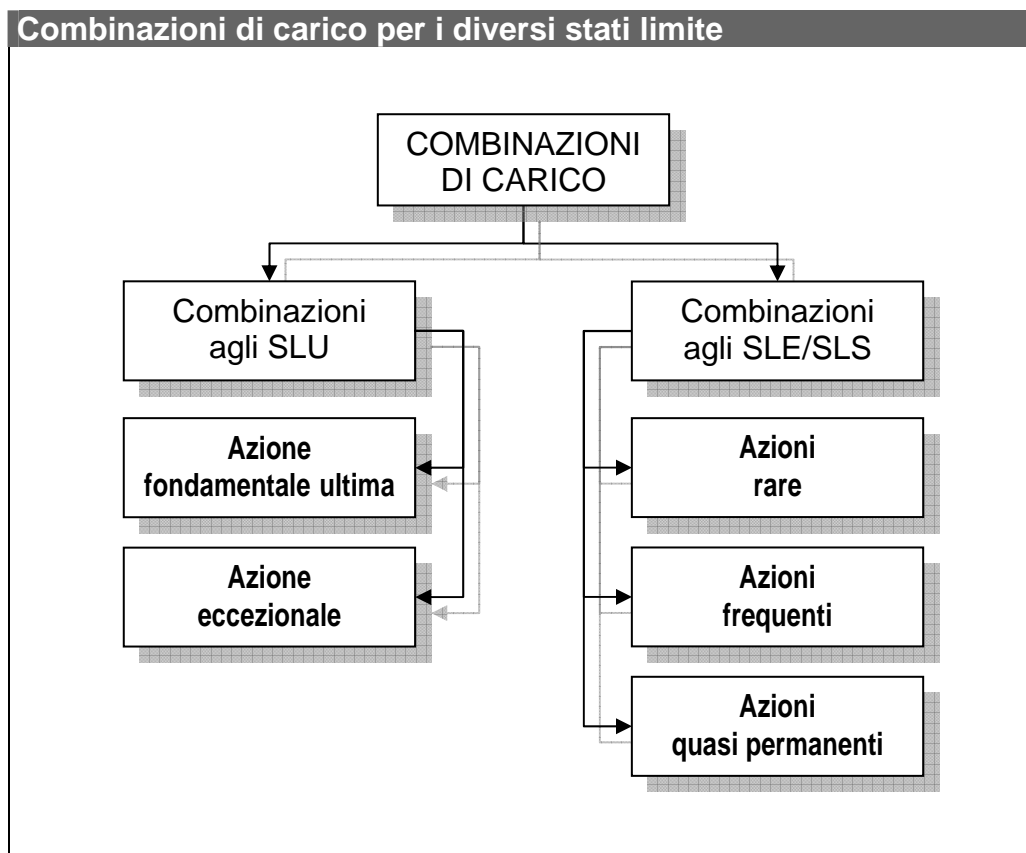 Combinazioni di carico per i diversi stati limite
COMBINAZIONI
DI CARICO
Combinazioni
agli SLU
Azione
fondamentale ultima
Azione
eccezionale
Combinazioni
agli SLE/SLS
Azioni
rare
Azioni
frequenti
Azioni
quasi permanenti